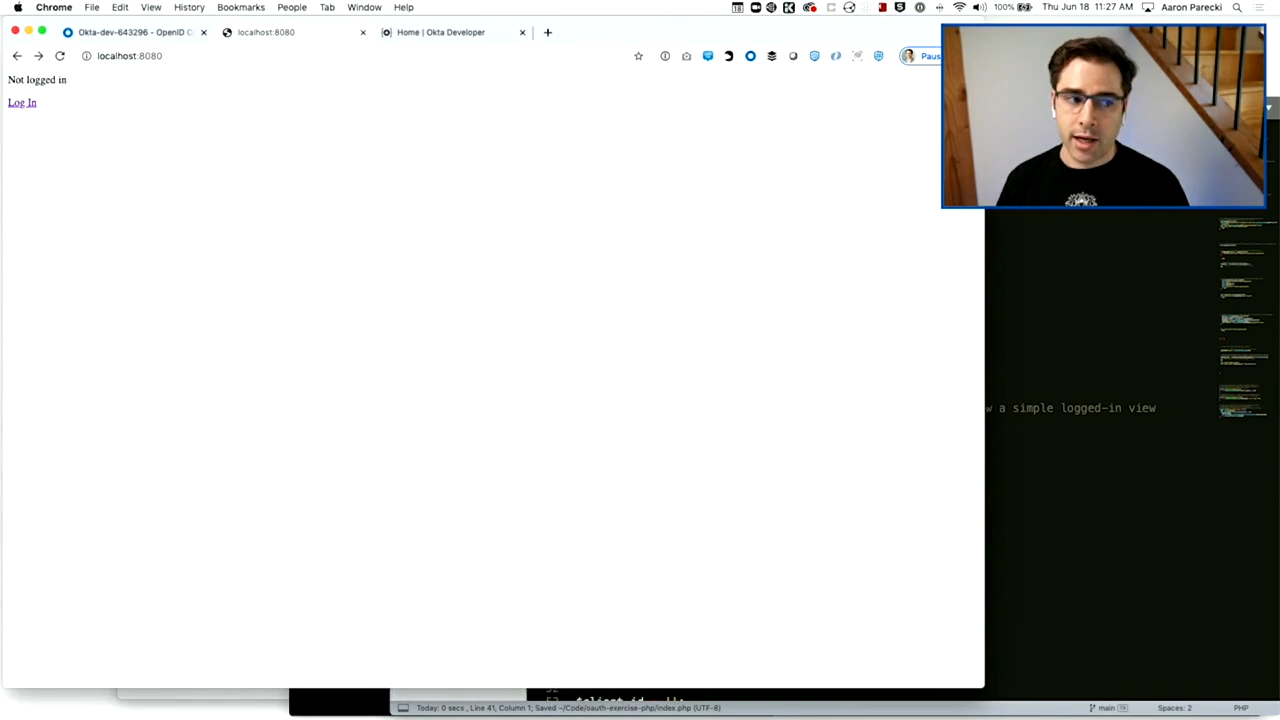 Chrome File Edit View History Bookmarks People Tab Window Help
18 100% Thu Jun 18 11:27 AM Aaron Parecki
Okta-dev-643296 - OpenID C
localhost:8080
Home | Okta Developer
localhost:8080
Paus
Not logged in
Log In
w a simple logged-in view
Today: 0 secs , Line 41, Column 1; Saved ~/Code/oauth-exercise-php/index.php (UTF-8)
main 19 Spaces: 2 PHP